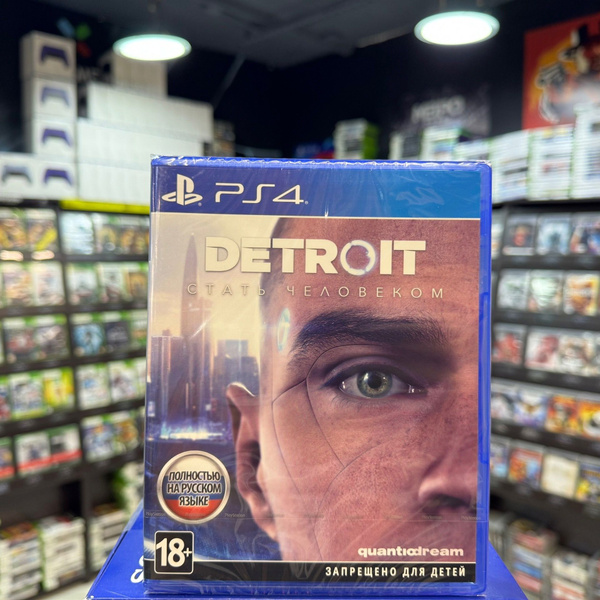 PS4
DETROIT
СТАТЬ ЧЕЛОВЕКОМ
ПОЛНОСТЬЮ
НА РУССКОМ
ЯЗЫКЕ
18+
quanticdream
ЗАПРЕЩЕНО ДЛЯ ДЕТЕЙ